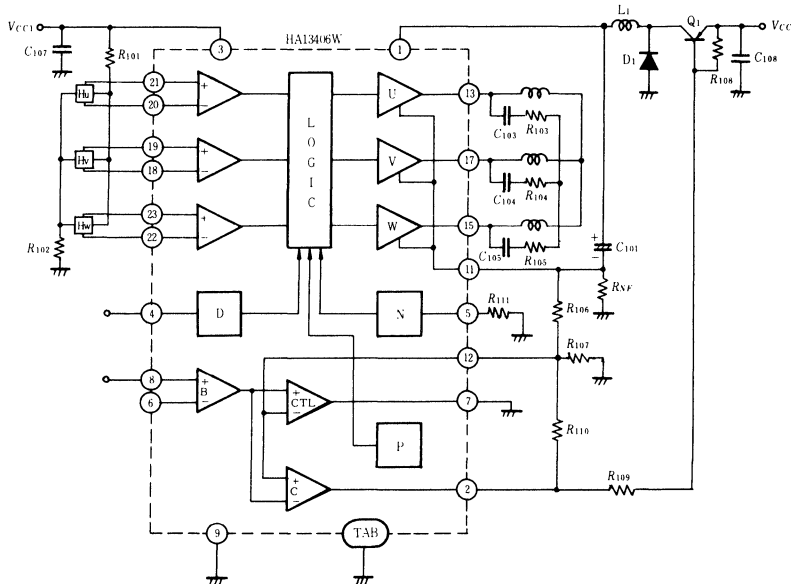 HA13406W
L1
Q1
VCC1
VCC
C107
R101
3
1
D1
R108
C108
21
20
Hu
+
−
U
13
C103
R103
L
O
G
I
C
19
18
Hv
+
−
V
17
C104
R104
23
22
Hw
+
−
W
15
C105
R105
R102
11
+
−
C101
RNF
4
D
N
5
R111
R106
12
R107
8
6
+
B
−
+
CTL
−
7
R110
P
+
C
−
2
R109
9
TAB